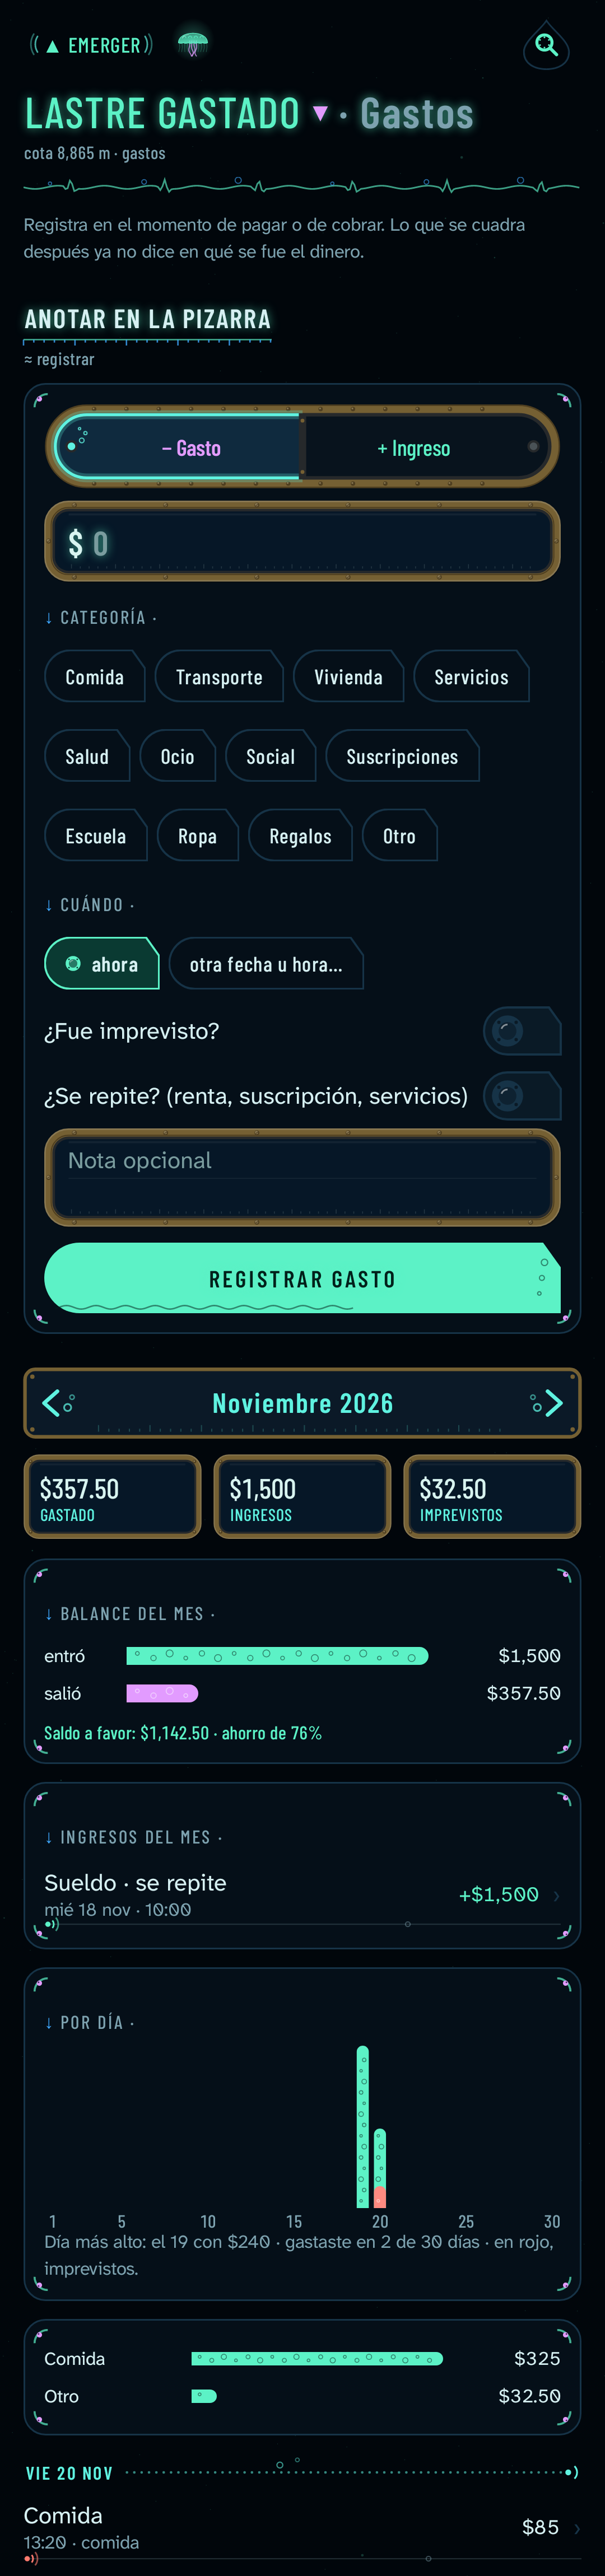 ▲ EMERGER
LASTRE GASTADO ▼ · Gastos
cota 8,865 m · gastos
Registra en el momento de pagar o de cobrar. Lo que se cuadra
después ya no dice en qué se fue el dinero.
ANOTAR EN LA PIZARRA
≈ registrar
− Gasto
+ Ingreso
$ 0
↓ CATEGORÍA ·
Comida
Transporte
Vivienda
Servicios
Salud
Ocio
Social
Suscripciones
Escuela
Ropa
Regalos
Otro
↓ CUÁNDO ·
ahora
otra fecha u hora...
¿Fue imprevisto?
¿Se repite? (renta, suscripción, servicios)
Nota opcional
REGISTRAR GASTO
Noviembre 2026
$357.50
GASTADO
$1,500
INGRESOS
$32.50
IMPREVISTOS
↓ BALANCE DEL MES ·
entró $1,500
salió $357.50
Saldo a favor: $1,142.50 · ahorro de 76%
↓ INGRESOS DEL MES ·
Sueldo · se repite
mié 18 nov · 10:00
+$1,500 ›
↓ POR DÍA ·
1 5 10 15 20 25 30
Día más alto: el 19 con $240 · gastaste en 2 de 30 días · en rojo,
imprevistos.
Comida $325
Otro $32.50
VIE 20 NOV
Comida
13:20 · comida
$85 ›